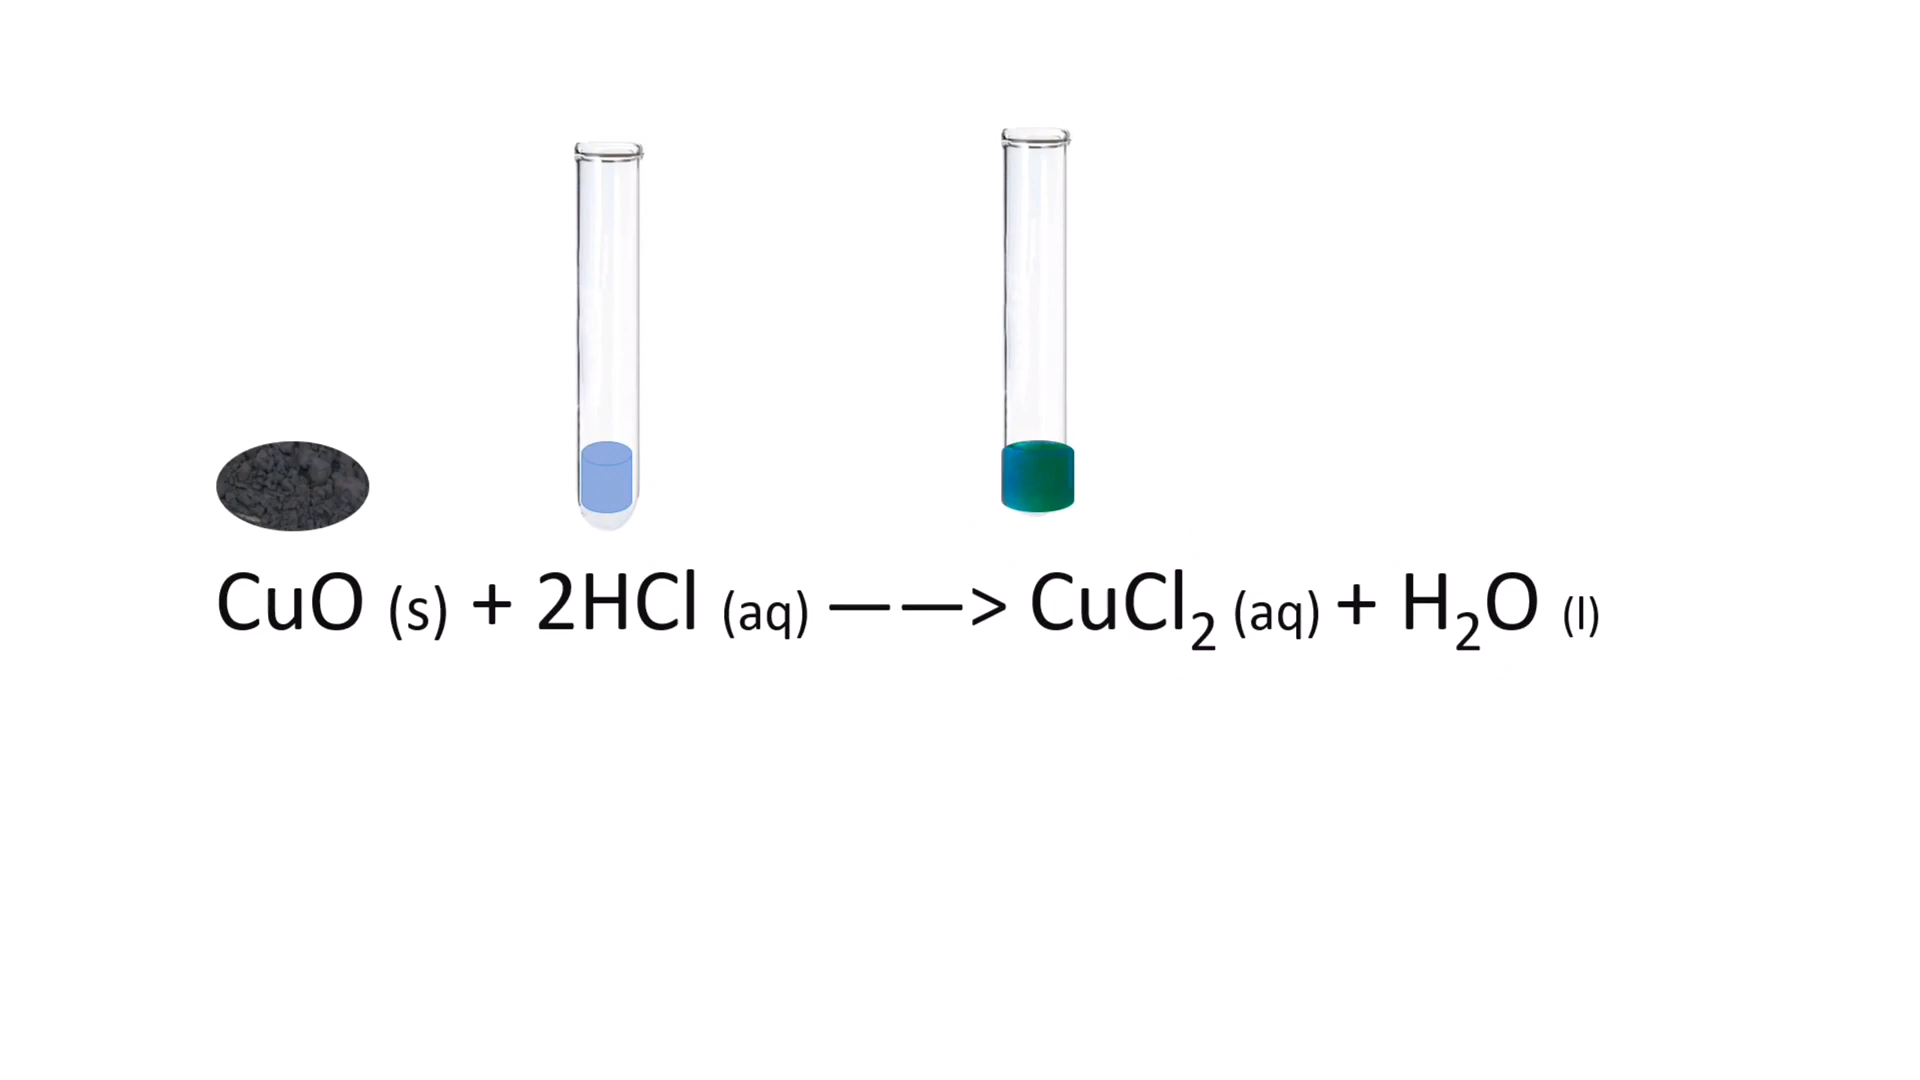 CuO (s) + 2HCl (aq) ——> CuCl₂ (aq) + H₂O (l)